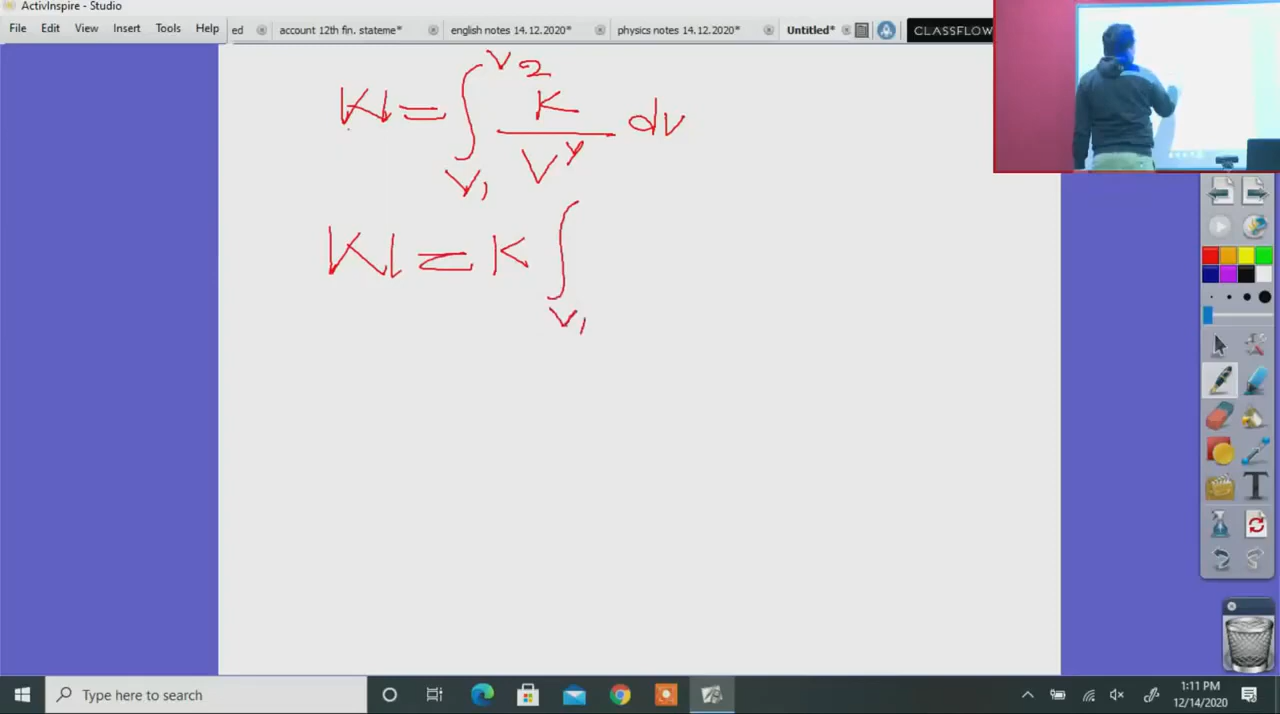 ActivInspire - Studio
File Edit View Insert Tools Help
ed account 12th fin. stateme* english notes 14.12.2020* physics notes 14.12.2020* Untitled* CLASSFLOW
W = ∫ V2 V1 K / V^γ dv
W = K ∫ V1
Type here to search
1:11 PM
12/14/2020